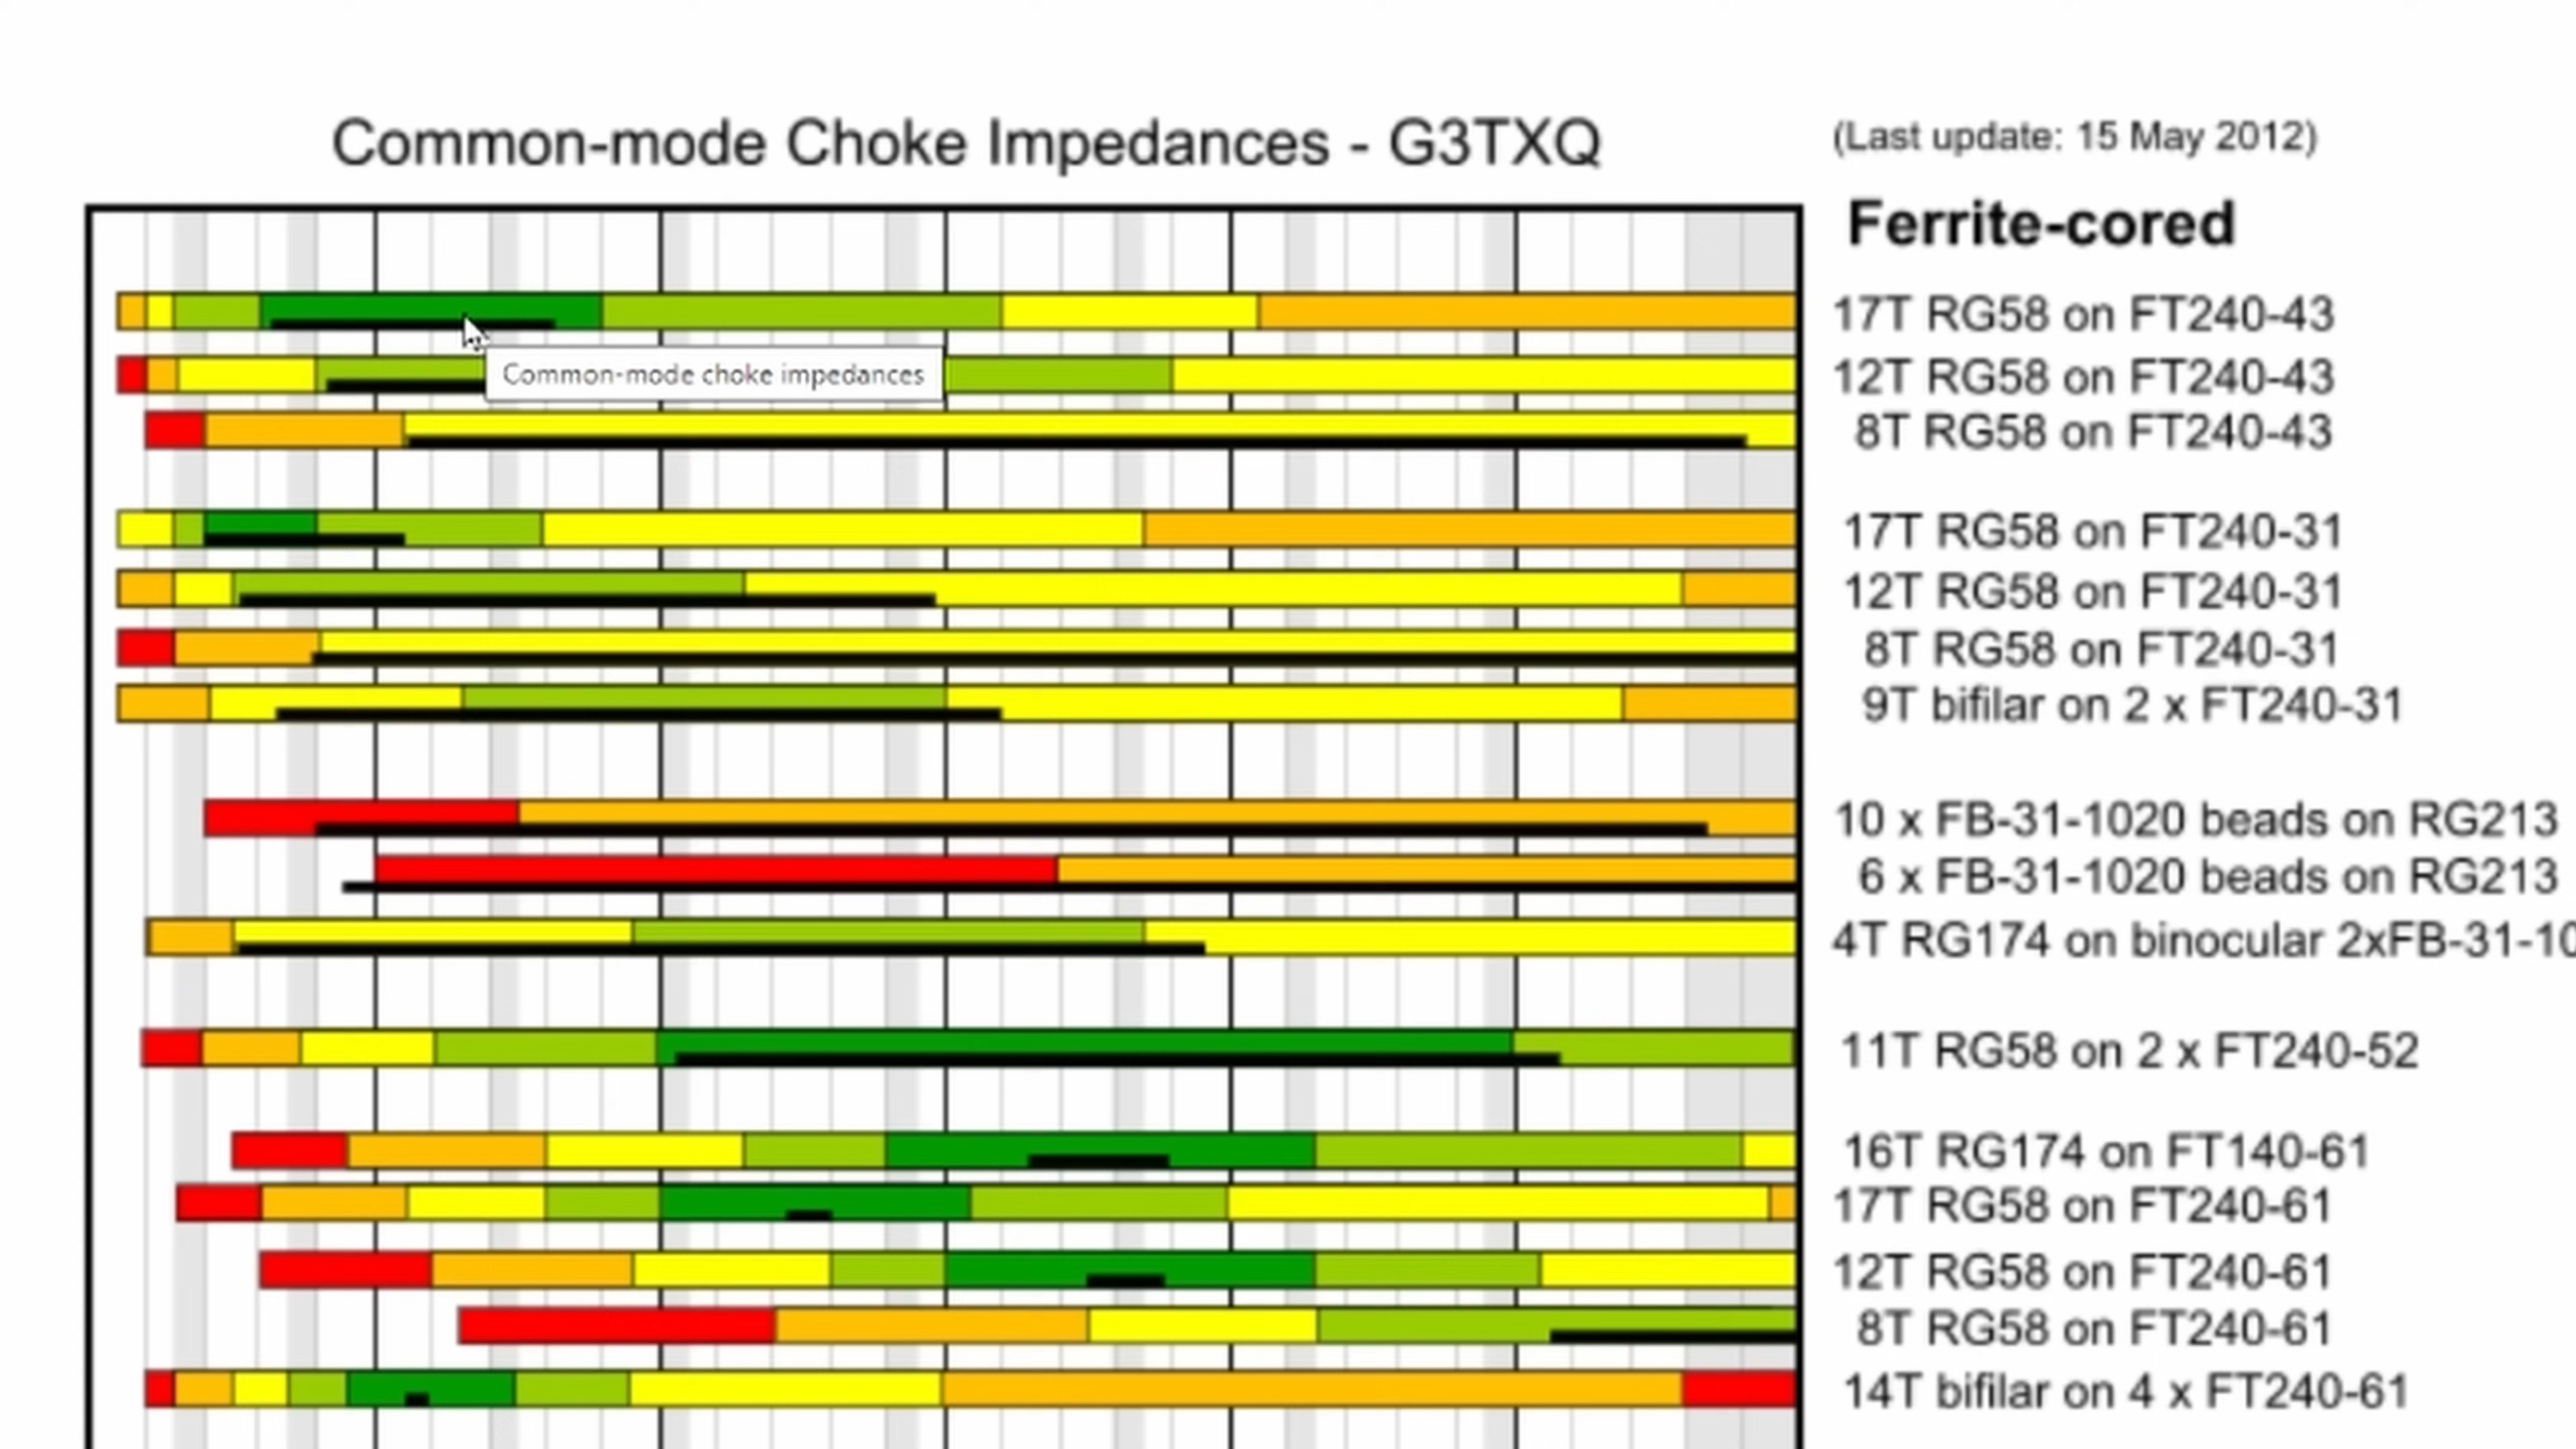 Common-mode Choke Impedances - G3TXQ
(Last update: 15 May 2012)
Ferrite-cored
17T RG58 on FT240-43
Common-mode choke impedances
12T RG58 on FT240-43
8T RG58 on FT240-43
17T RG58 on FT240-31
12T RG58 on FT240-31
8T RG58 on FT240-31
9T bifilar on 2 x FT240-31
10 x FB-31-1020 beads on RG213
6 x FB-31-1020 beads on RG213
4T RG174 on binocular 2xFB-31-10
11T RG58 on 2 x FT240-52
16T RG174 on FT140-61
17T RG58 on FT240-61
12T RG58 on FT240-61
8T RG58 on FT240-61
14T bifilar on 4 x FT240-61